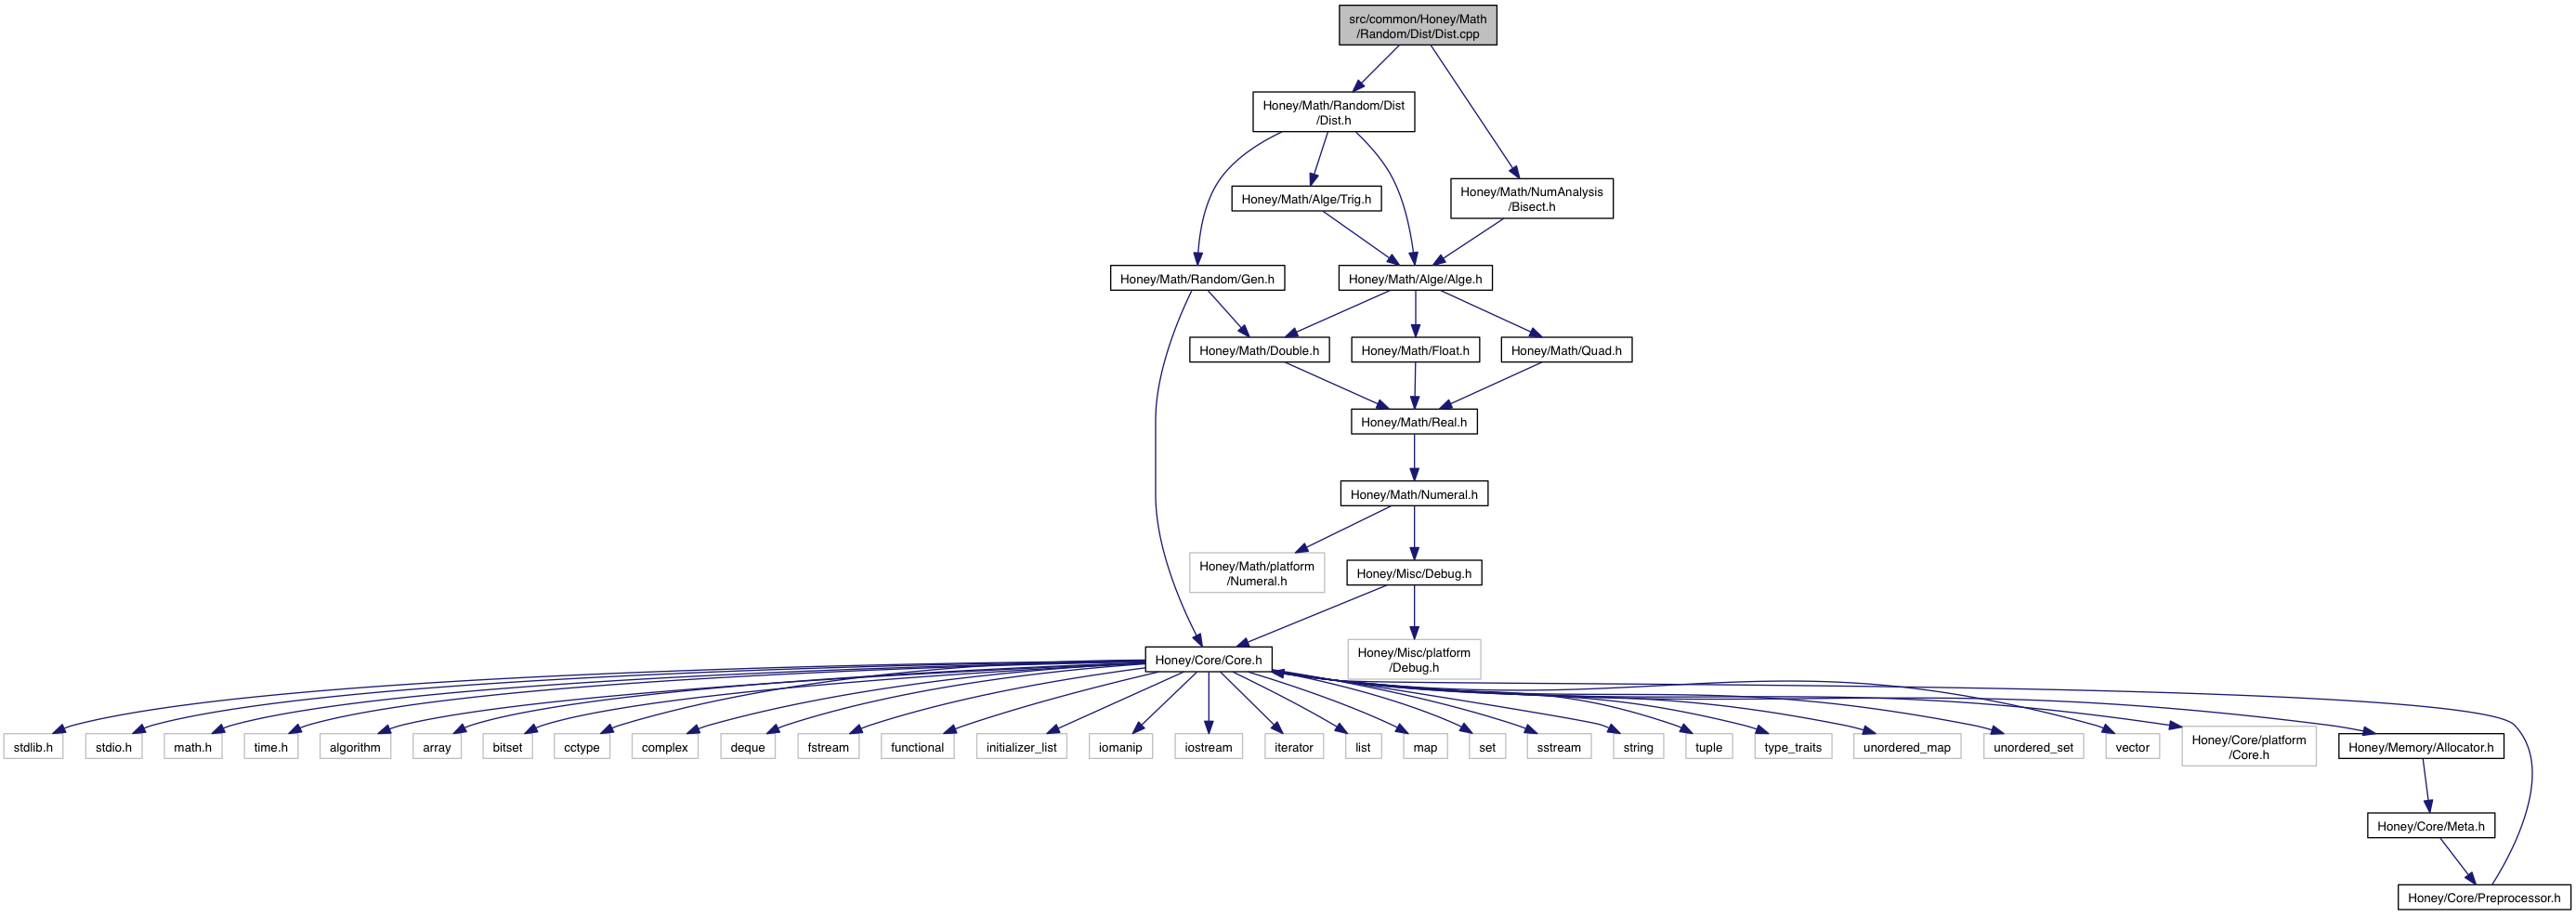 src/common/Honey/Math
/Random/Dist/Dist.cpp
Honey/Math/Random/Dist
/Dist.h
Honey/Math/Alge/Trig.h
Honey/Math/NumAnalysis
/Bisect.h
Honey/Math/Random/Gen.h
Honey/Math/Alge/Alge.h
Honey/Math/Double.h
Honey/Math/Float.h
Honey/Math/Quad.h
Honey/Math/Real.h
Honey/Math/Numeral.h
Honey/Math/platform
/Numeral.h
Honey/Misc/Debug.h
Honey/Core/Core.h
Honey/Misc/platform
/Debug.h
stdlib.h
stdio.h
math.h
time.h
algorithm
array
bitset
cctype
complex
deque
fstream
functional
initializer_list
iomanip
iostream
iterator
list
map
set
sstream
string
tuple
type_traits
unordered_map
unordered_set
vector
Honey/Core/platform
/Core.h
Honey/Memory/Allocator.h
Honey/Core/Meta.h
Honey/Core/Preprocessor.h